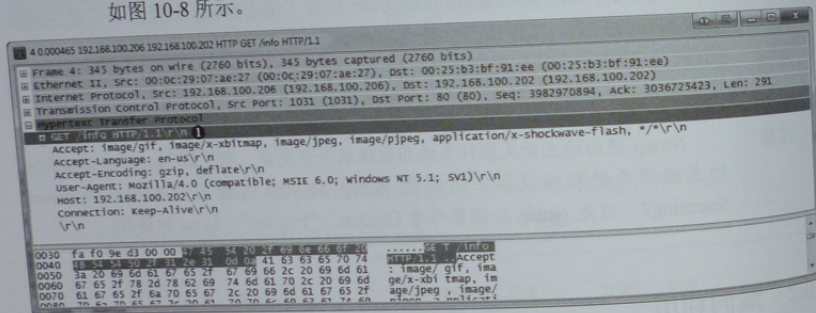 如图 10-8 所示。
4 0.000465 192.168.100.206 192.168.100.202 HTTP GET /info HTTP/1.1
Frame 4: 345 bytes on wire (2760 bits), 345 bytes captured (2760 bits)
Ethernet II, Src: 00:0c:29:07:ae:27 (00:0c:29:07:ae:27), Dst: 00:25:b3:bf:91:ee (00:25:b3:bf:91:ee)
Internet Protocol, Src: 192.168.100.206 (192.168.100.206), Dst: 192.168.100.202 (192.168.100.202)
Transmission Control Protocol, Src Port: 1031 (1031), Dst Port: 80 (80), Seq: 3982970894, Ack: 3036725423, Len: 291
Hypertext Transfer Protocol
GET /info HTTP/1.1\r\n ❶
Accept: image/gif, image/x-xbitmap, image/jpeg, image/pjpeg, application/x-shockwave-flash, */*\r\n
Accept-Language: en-us\r\n
Accept-Encoding: gzip, deflate\r\n
User-Agent: Mozilla/4.0 (compatible; MSIE 6.0; Windows NT 5.1; SV1)\r\n
Host: 192.168.100.202\r\n
Connection: Keep-Alive\r\n
\r\n
0030 fa f0 9e d3 00 00 47 45 54 20 2f 69 6e 66 6f 20 ......GE T /info
0040 48 54 54 50 2f 31 2e 31 0d 0a 41 63 63 65 70 74 HTTP/1.1 ..Accept
0050 3a 20 69 6d 61 67 65 2f 67 69 66 2c 20 69 6d 61 : image/ gif, ima
0060 67 65 2f 78 2d 78 62 69 74 6d 61 70 2c 20 69 6d ge/x-xbi tmap, im
0070 61 67 65 2f 6a 70 65 67 2c 20 69 6d 61 67 65 2f age/jpeg , image/